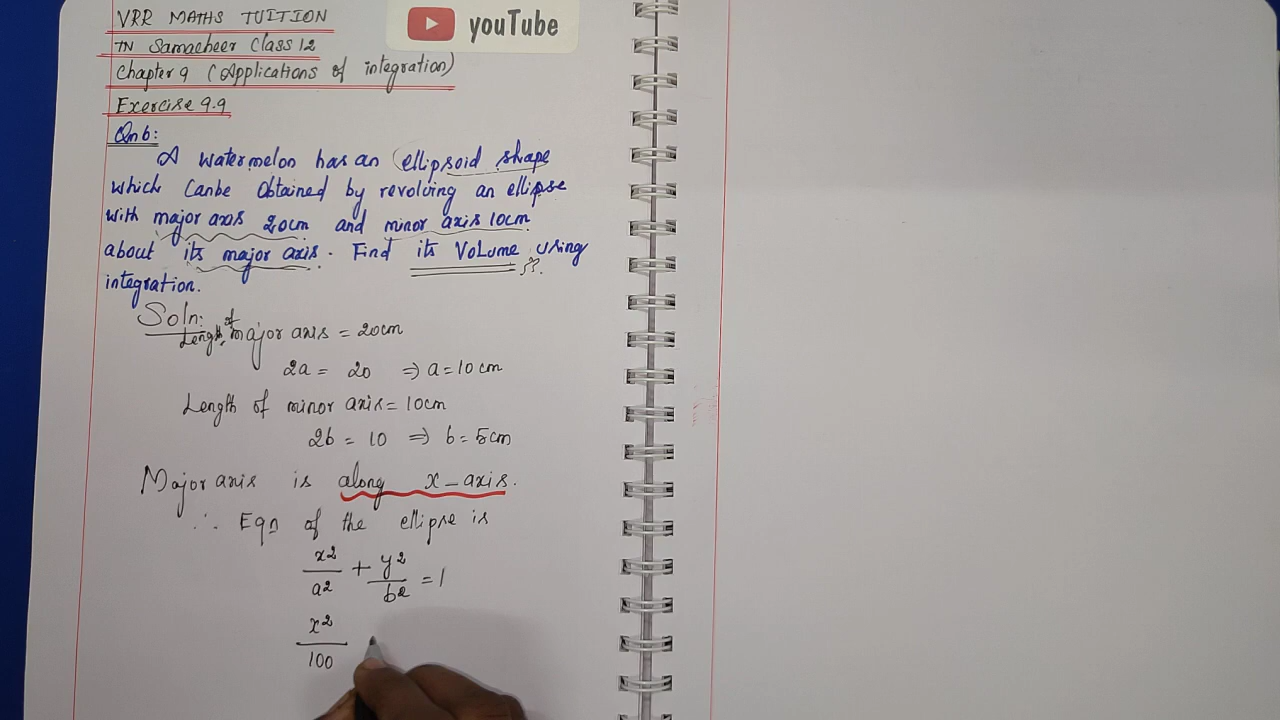 VRR MATHS TUITION
youTube
TN Samacheer Class 12
Chapter 9 (Applications of integration)
Exercise 9.9
Qn 6:
A watermelon has an ellipsoid shape
which Canbe Obtained by revolving an ellipse
with major axis 20cm and minor axis 10cm
about its major axis. Find its Volume using
integration.
Soln:
Length of major axis = 20cm
2a = 20 ⇒ a = 10 cm
Length of minor axis = 10cm
2b = 10 ⇒ b = 5cm
Major axis is along x-axis.
∴ Eqn of the ellipse is
x²/a² + y²/b² = 1
x²/100